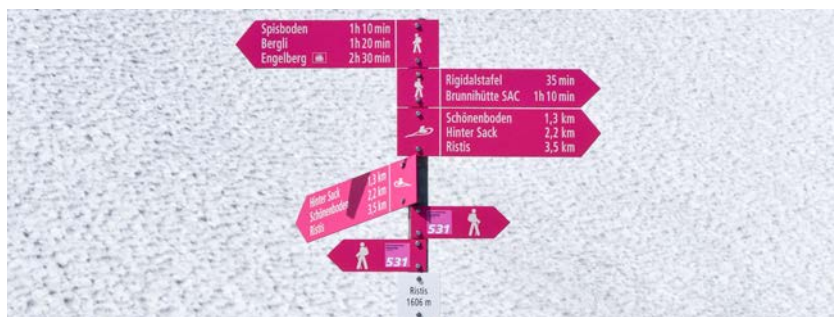 Spisboden 1h 10 min
Bergli 1h 20 min
Engelberg 2h 30 min
Rigidalstafel 35 min
Brunnihütte SAC 1h 10 min
Schönenboden 1,3 km
Hinter Sack 2,2 km
Ristis 3,5 km
Hinter Sack 1,3 km
Schönenboden 2,2 km
Ristis 3,5 km
531
531
Ristis
1606 m